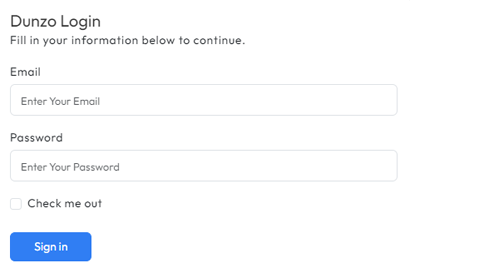 Dunzo Login
Fill in your information below to continue.
Email
Enter Your Email
Password
Enter Your Password
Check me out
Sign in